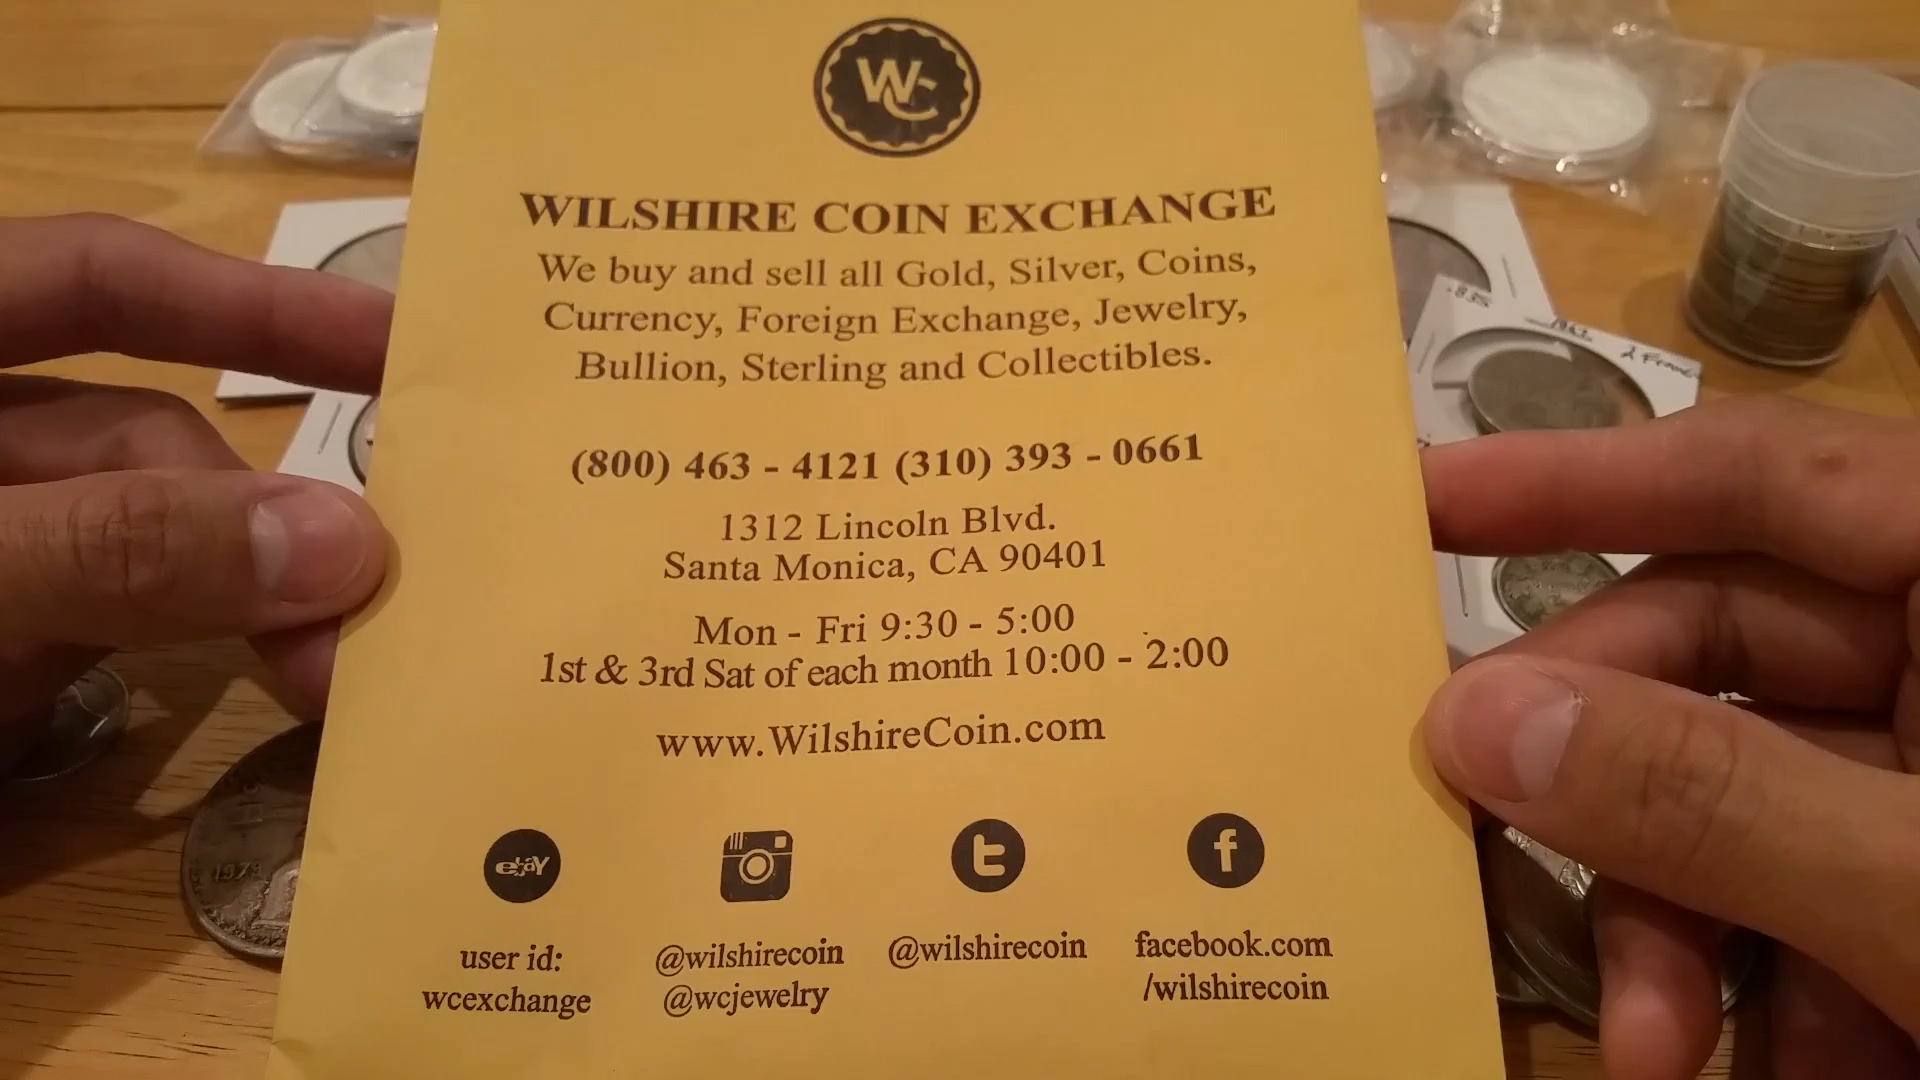 WC
WILSHIRE COIN EXCHANGE
We buy and sell all Gold, Silver, Coins,
Currency, Foreign Exchange, Jewelry,
Bullion, Sterling and Collectibles.
(800) 463 - 4121 (310) 393 - 0661
1312 Lincoln Blvd.
Santa Monica, CA 90401
Mon - Fri 9:30 - 5:00
1st & 3rd Sat of each month 10:00 - 2:00
www.WilshireCoin.com
ebay
t
f
user id:
wcexchange
@wilshirecoin
@wcjewelry
@wilshirecoin
facebook.com
/wilshirecoin
.835